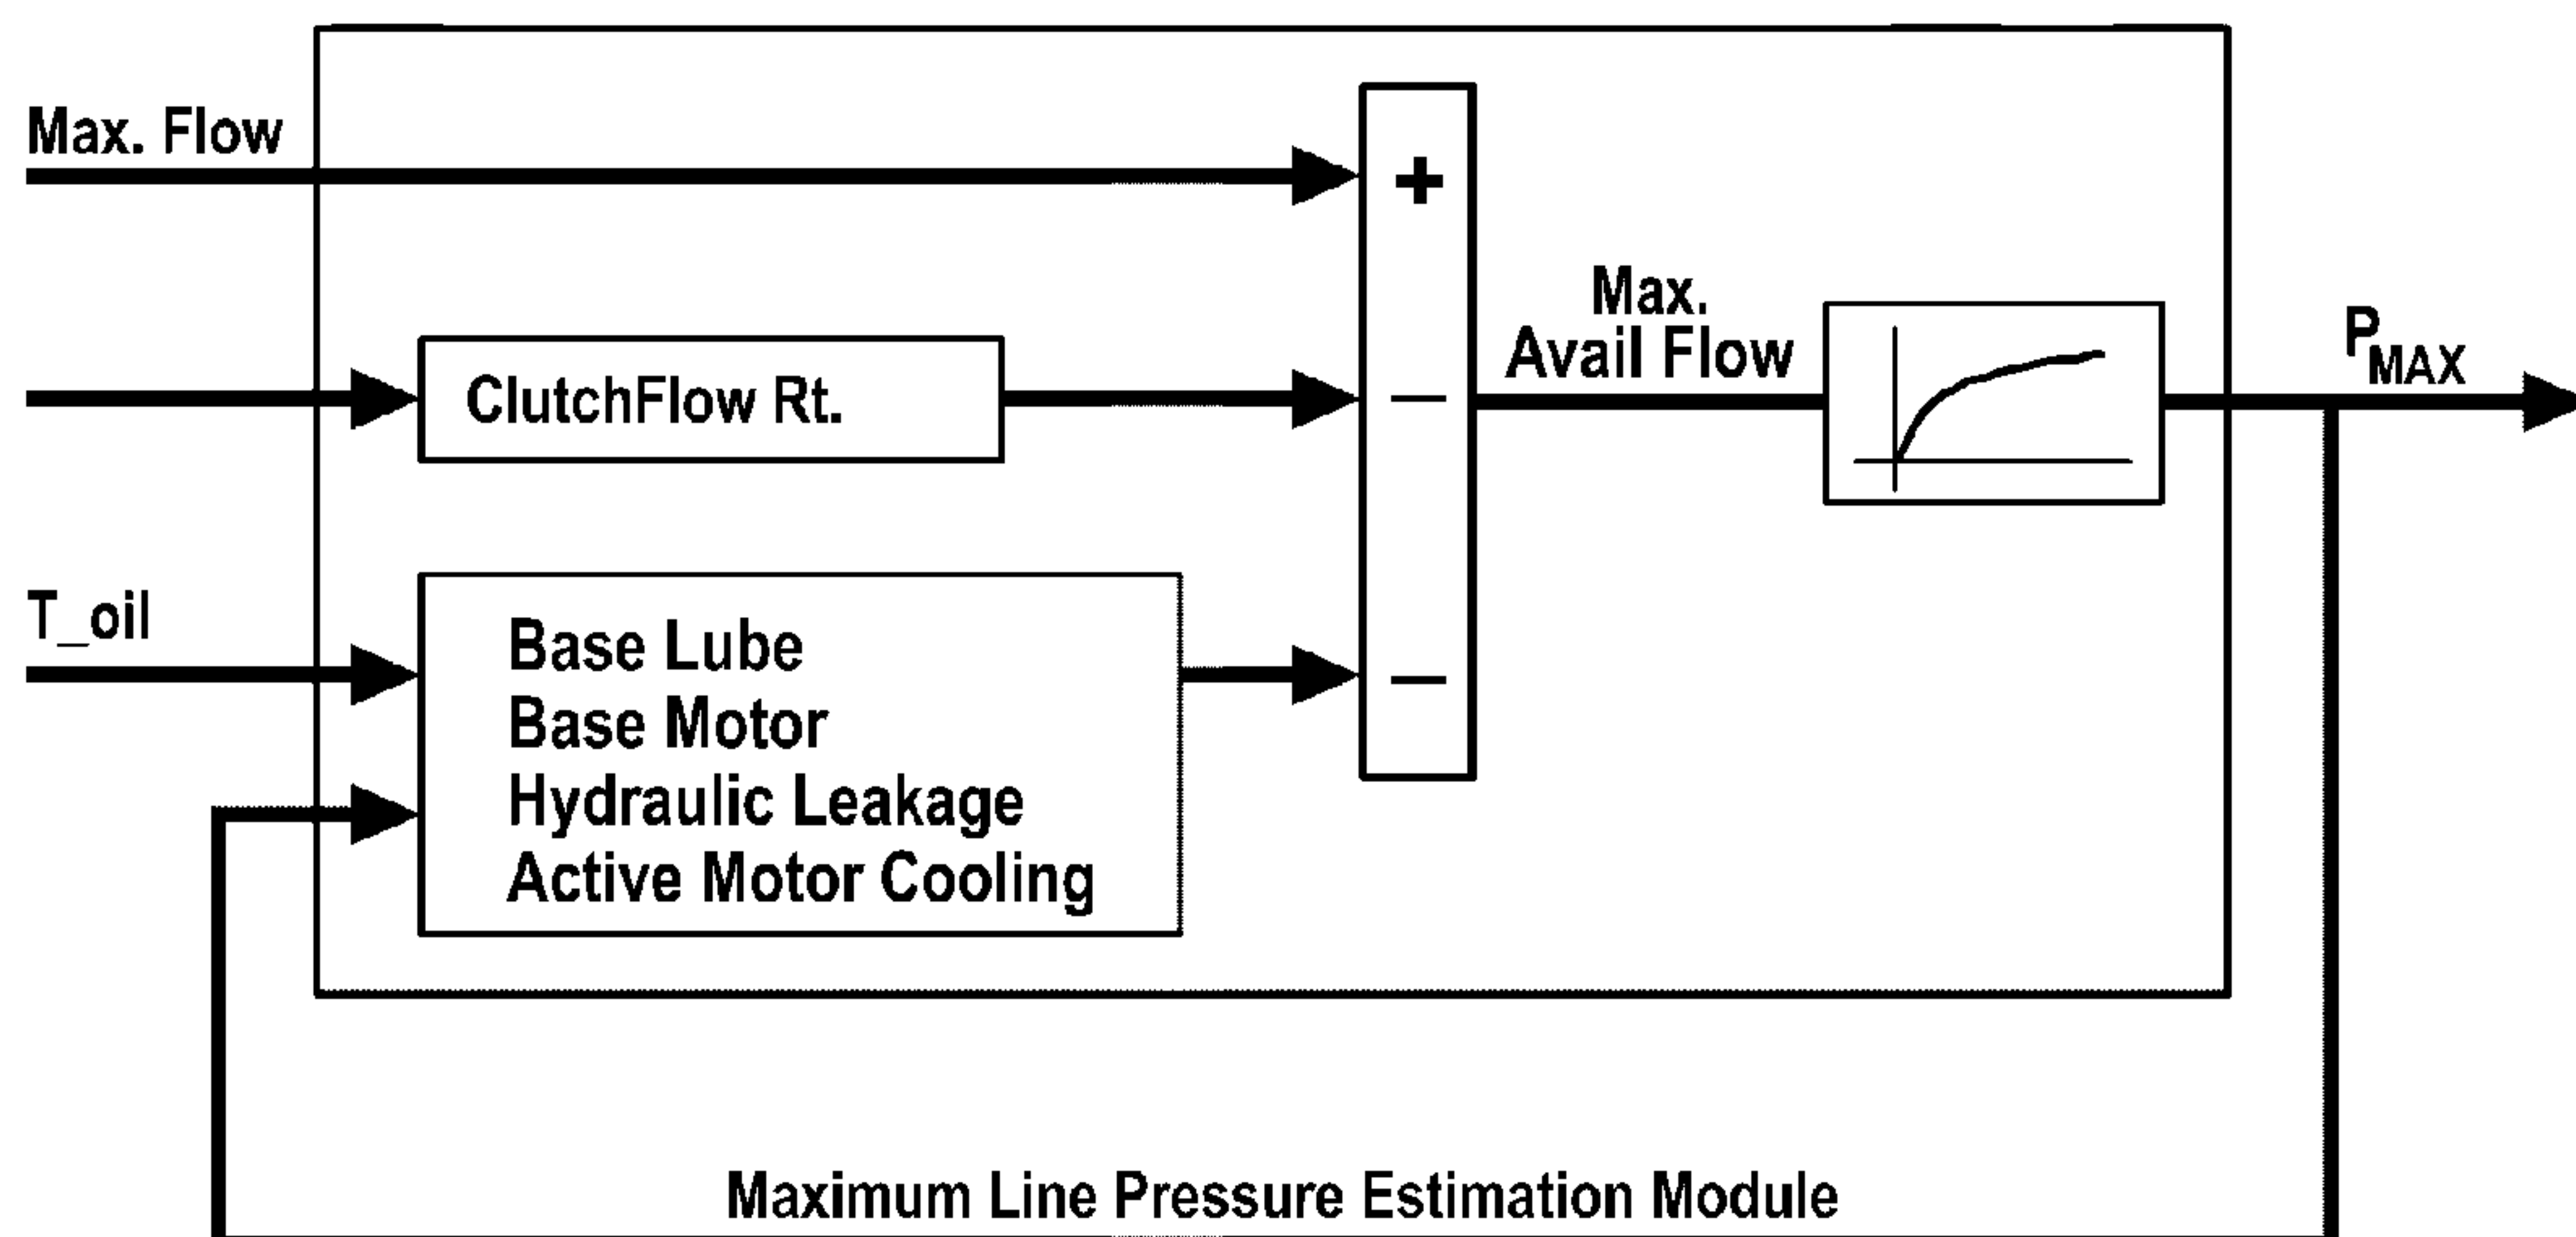 Max. Flow
+
Max.
Avail Flow
P MAX
ClutchFlow Rt.
—
T_oil
Base Lube
Base Motor
Hydraulic Leakage
Active Motor Cooling
—
Maximum Line Pressure Estimation Module